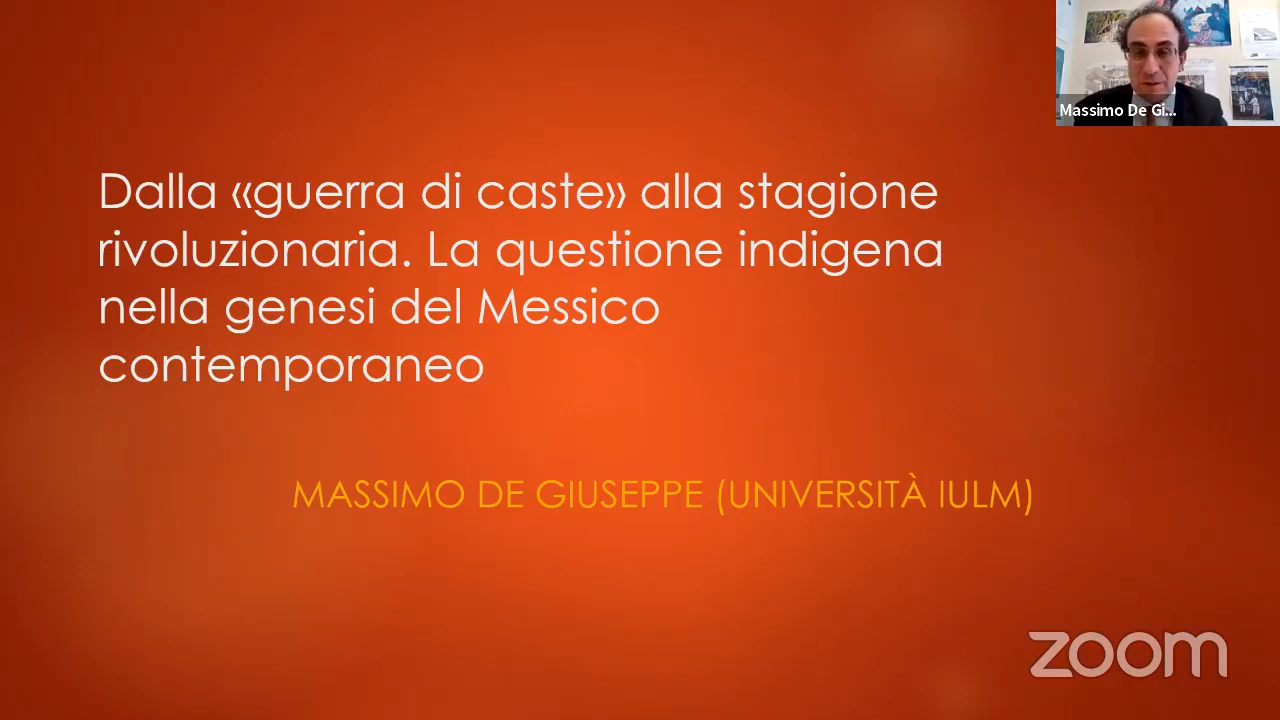 Massimo De Gi...
Dalla «guerra di caste» alla stagione
rivoluzionaria. La questione indigena
nella genesi del Messico
contemporaneo
MASSIMO DE GIUSEPPE (UNIVERSITÀ IULM)
zoom